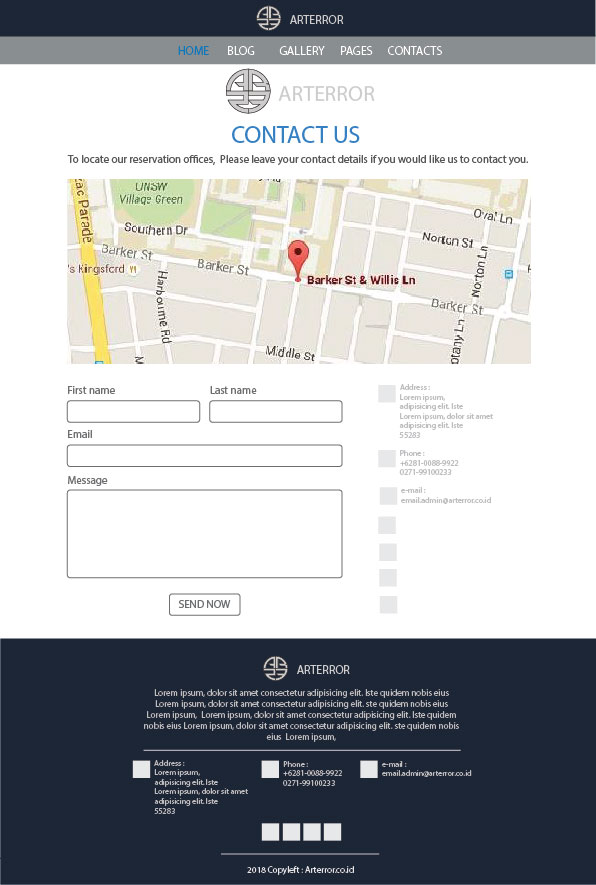 ARTERROR
HOME BLOG GALLERY PAGES CONTACTS
ARTERROR
CONTACT US
To locate our reservation offices, Please leave your contact details if you would like us to contact you.
UNSW
Village Green
Oval Ln
Southern Dr
Norton St
Norton Ln
Barker St
Barker St
's Kingsford
Barker St & Willis Ln
Barker St
Harbourne Rd
Middle St
First name Last name
Email
Message
SEND NOW
Address :
Lorem ipsum,
adipisicing elit. Iste
Lorem ipsum, dolor sit amet
adipisicing elit. Iste
55283
Phone :
+6281-0088-9922
0271-99100233
e-mail :
email.admin@arterror.co.id
ARTERROR
Lorem ipsum, dolor sit amet consectetur adipisicing elit. Iste quidem nobis eius
Lorem ipsum, dolor sit amet consectetur adipisicing elit. ste quidem nobis eius
Lorem ipsum, Lorem ipsum, dolor sit amet consectetur adipisicing elit. Iste quidem
nobis eius Lorem ipsum, dolor sit amet consectetur adipisicing elit. ste quidem nobis
eius Lorem ipsum,
Address :
Lorem ipsum,
adipisicing elit. Iste
Lorem ipsum, dolor sit amet
adipisicing elit. Iste
55283
Phone :
+6281-0088-9922
0271-99100233
e-mail :
email.admin@arterror.co.id
2018 Copyleft : Arterror.co.id